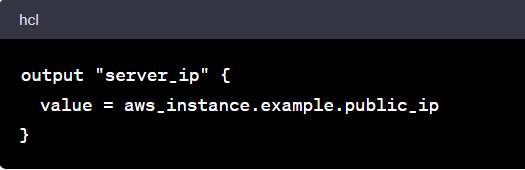 hcl
output "server_ip" {
  value = aws_instance.example.public_ip
}